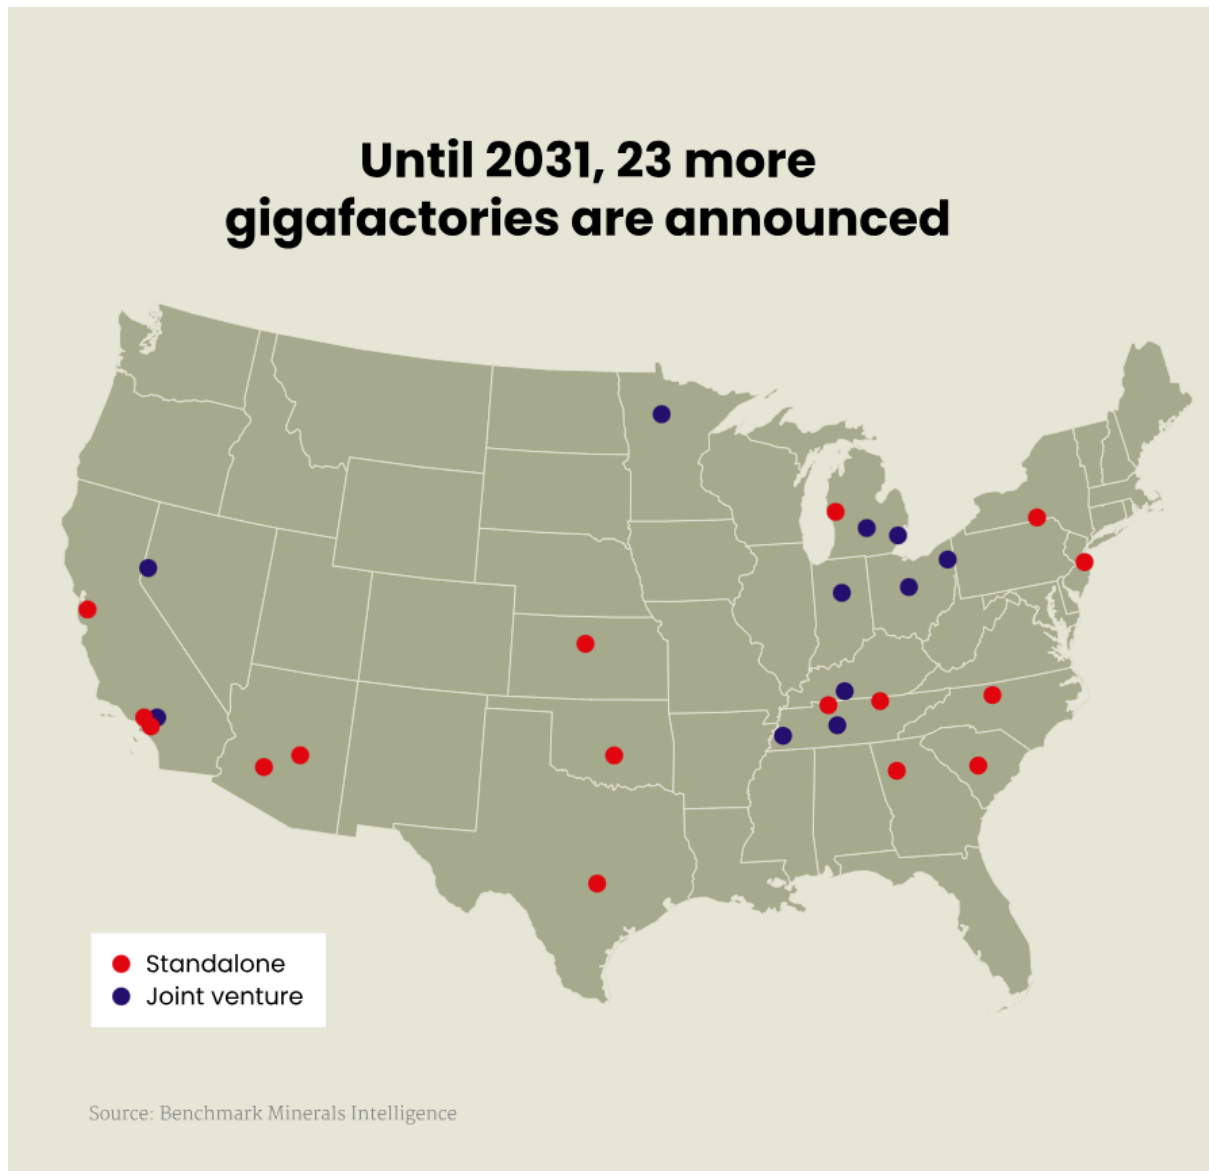 Until 2031, 23 more
gigafactories are announced
Standalone
Joint venture
Source: Benchmark Minerals Intelligence